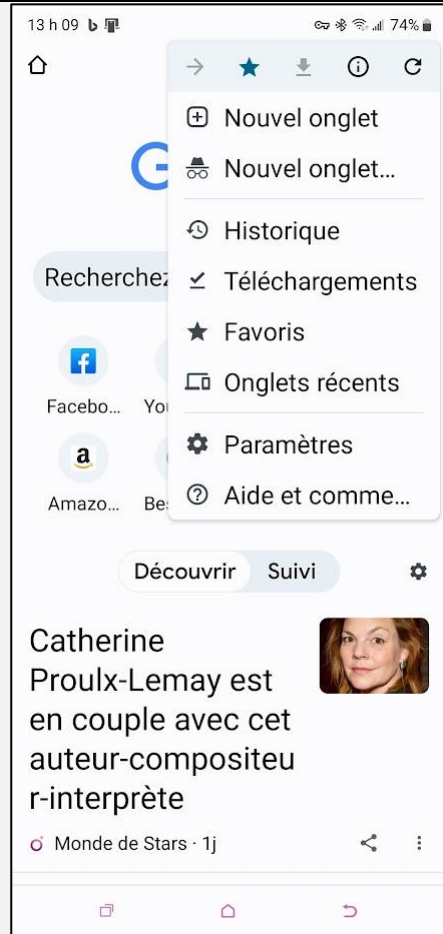 13 h 09
74%
Nouvel onglet
Nouvel onglet...
Historique
Recherchez
Téléchargements
Favoris
Onglets récents
Facebo...
You
Paramètres
Amazo...
Bes
Aide et comme...
Découvrir
Suivi
Catherine
Proulx-Lemay est
en couple avec cet
auteur-compositeu
r-interprète
Monde de Stars · 1j